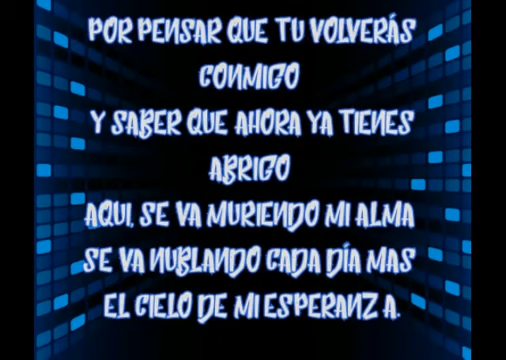 POR PENSAR QUE TU VOLVERÁS
CONMIGO
Y SABER QUE AHORA YA TIENES
ABRIGO
AQUI, SE VA MURIENDO MI ALMA
SE VA NUBLANDO CADA DÍA MAS
EL CIELO DE MI ESPERANZ A.